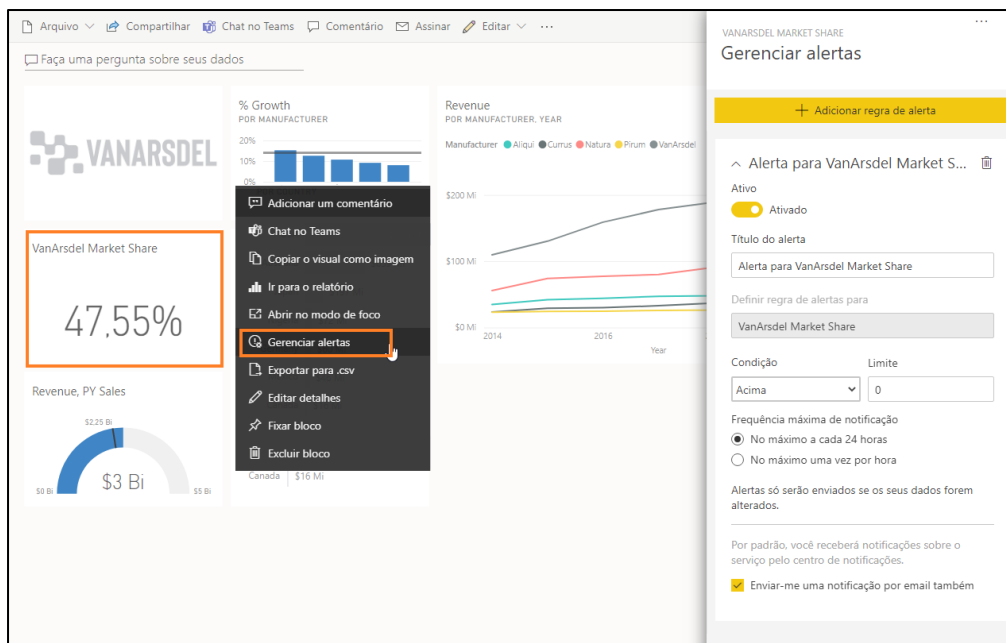 Arquivo
Compartilhar
Chat no Teams
Comentário
Assinar
Editar
...
Faça uma pergunta sobre seus dados
VANARSDEL
% Growth
POR MANUFACTURER
20%
10%
0%
Revenue
POR MANUFACTURER, YEAR
Manufacturer Aliqui Currus Natura Pirum VanArsdel
$200 Mi
$100 Mi
$0 Mi
2014
2016
Year
VanArsdel Market Share
47,55%
Revenue, PY Sales
$2.25 Bi
$0 Bi
$3 Bi
$5 Bi
Adicionar um comentário
Chat no Teams
Copiar o visual como imagem
Ir para o relatório
Abrir no modo de foco
Gerenciar alertas
Exportar para .csv
Editar detalhes
Fixar bloco
Excluir bloco
Canada $16 Mi
...
VANARSDEL MARKET SHARE
Gerenciar alertas
+ Adicionar regra de alerta
Alerta para VanArsdel Market S...
Ativo
Ativado
Título do alerta
Alerta para VanArsdel Market Share
Definir regra de alertas para
VanArsdel Market Share
Condição
Limite
Acima
0
Frequência máxima de notificação
No máximo a cada 24 horas
No máximo uma vez por hora
Alertas só serão enviados se os seus dados forem
alterados.
Por padrão, você receberá notificações sobre o
serviço pelo centro de notificações.
Enviar-me uma notificação por email também